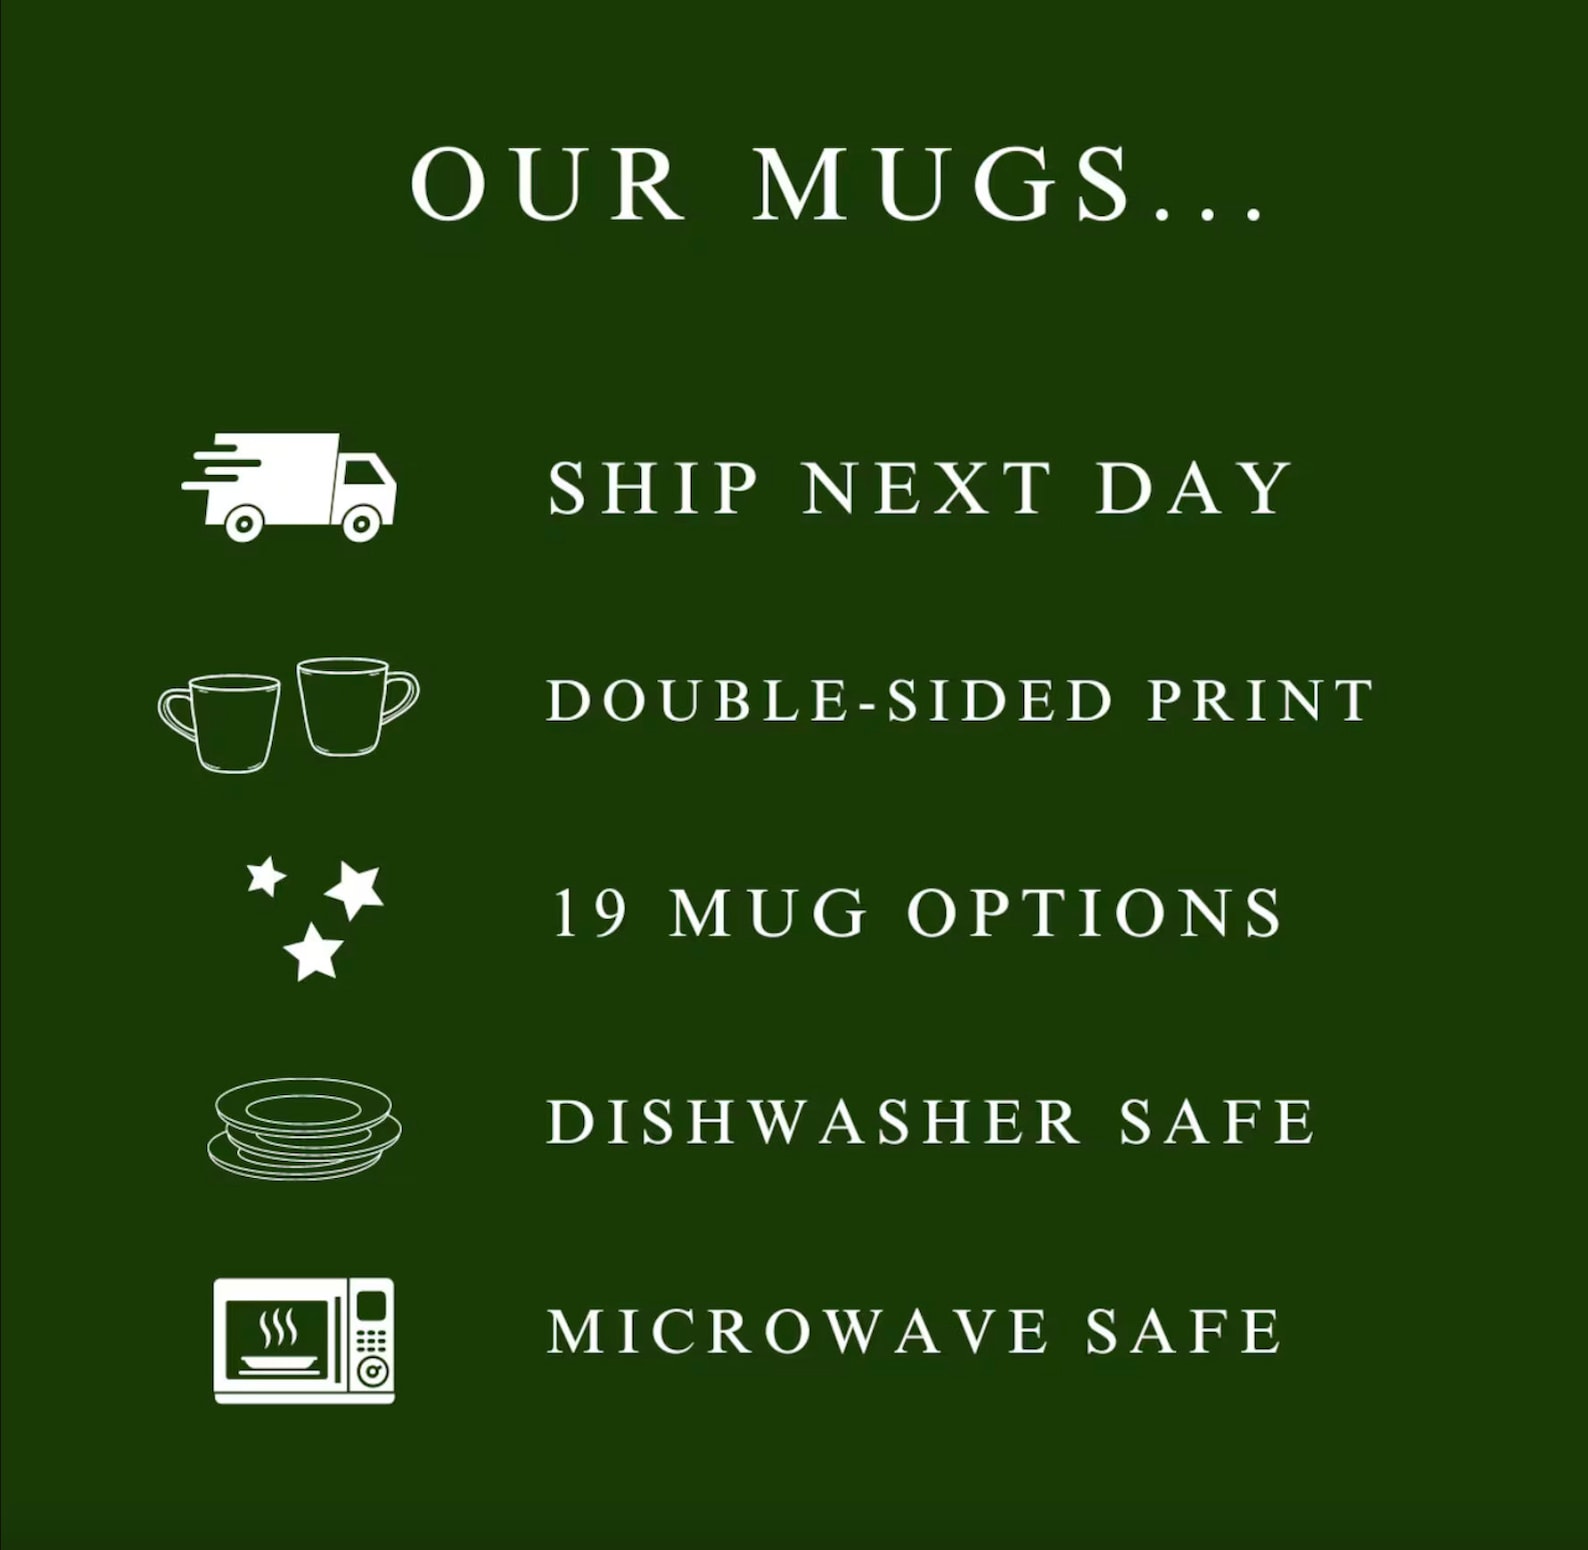 OUR MUGS...
SHIP NEXT DAY
DOUBLE-SIDED PRINT
19 MUG OPTIONS
DISHWASHER SAFE
MICROWAVE SAFE